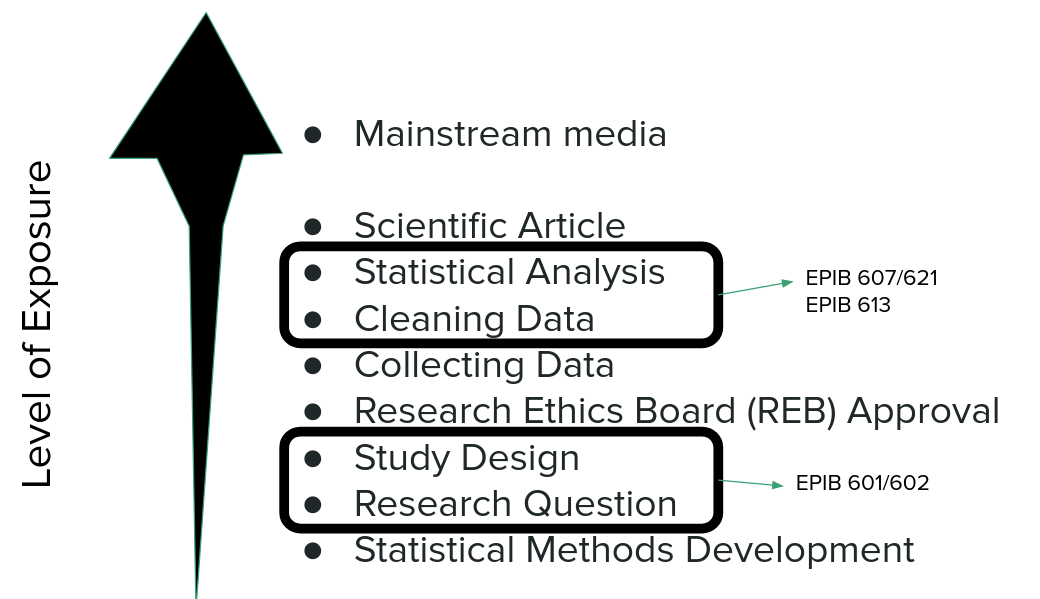 Level of Exposure
● Mainstream media
● Scientific Article
● Statistical Analysis
● Cleaning Data
● Collecting Data
● Research Ethics Board (REB) Approval
● Study Design
● Research Question
● Statistical Methods Development
EPIB 607/621
EPIB 613
EPIB 601/602